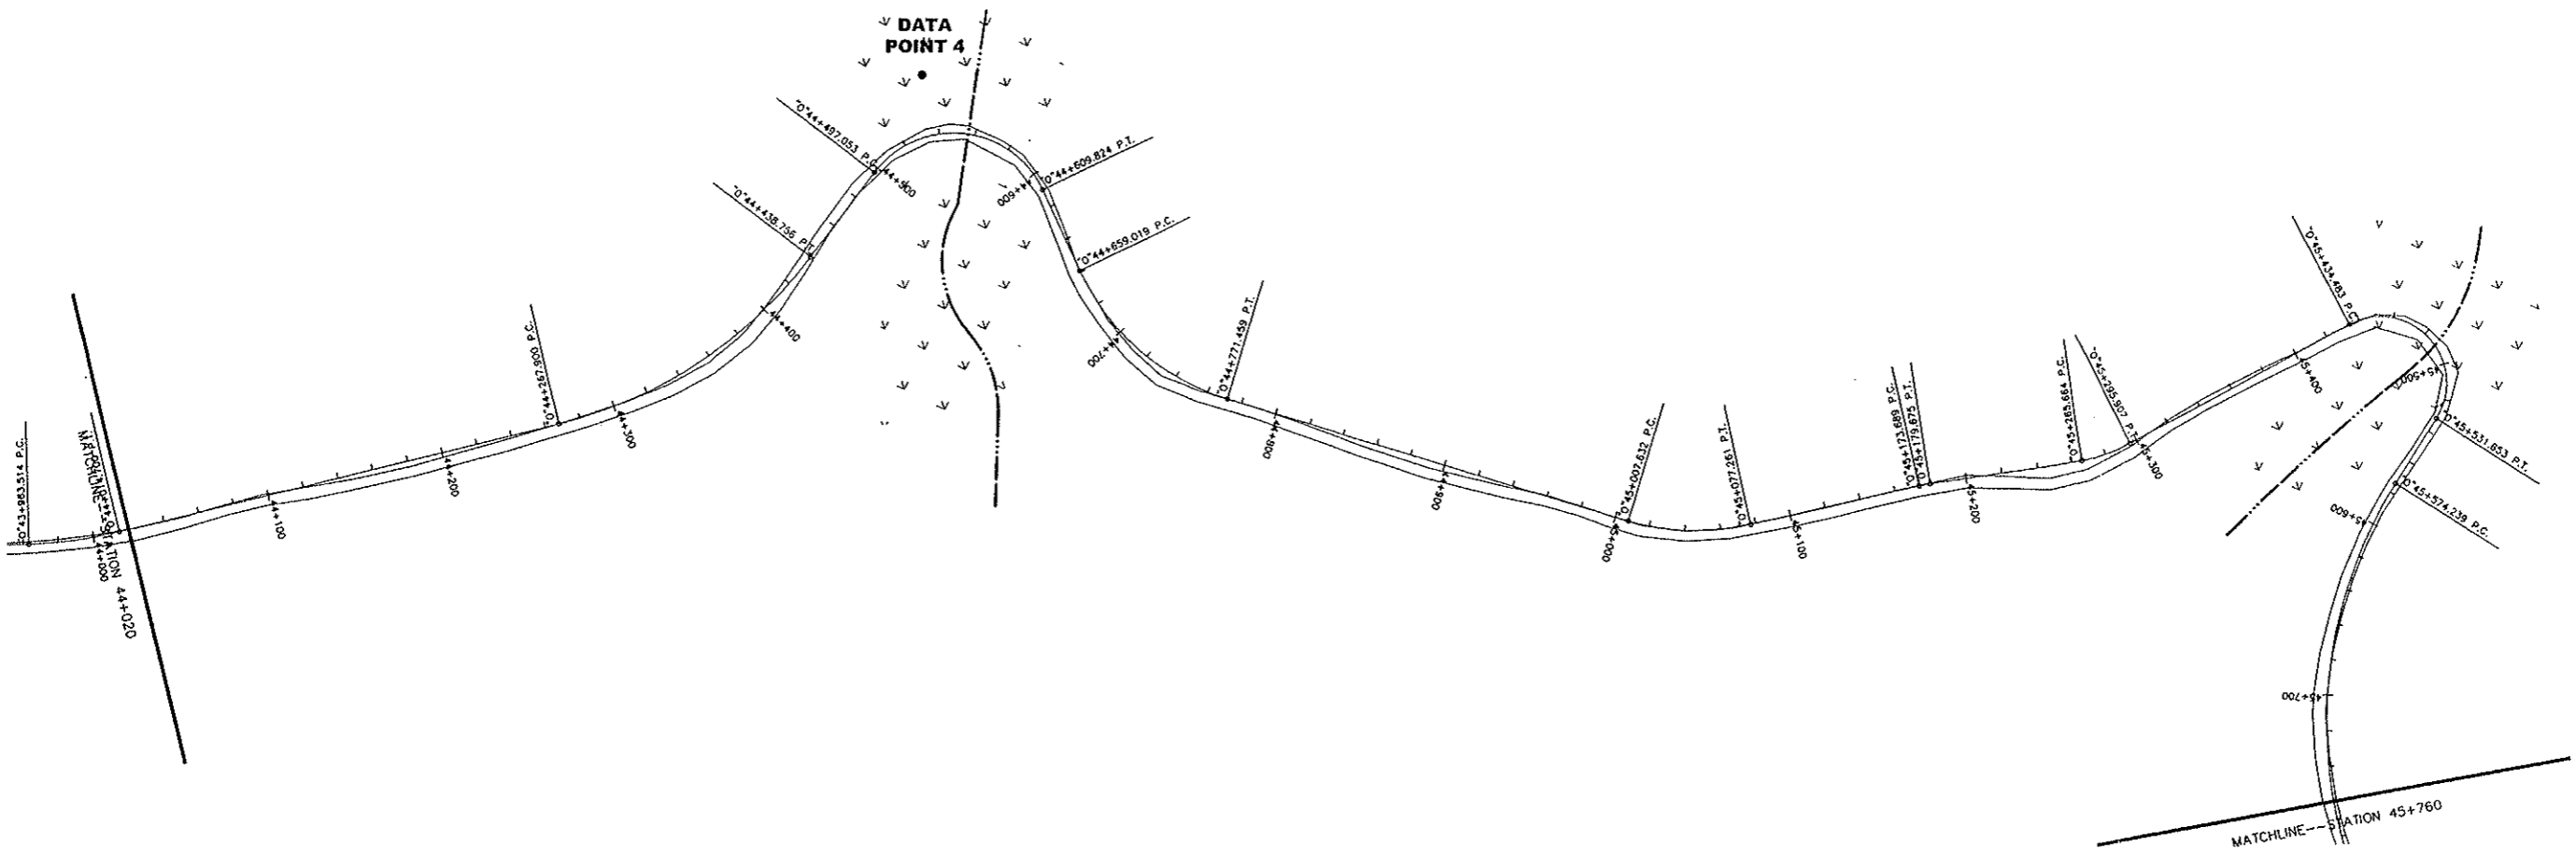 DATA
POINT 4
"O"43+963.514 P.C.
MATCHLINE--STATION 44+020
44+000
44+100
44+200
"O"44+267.900 P.C.
44+300
44+400
"O"44+438.756 P.T.
"O"44+497.053 P.C.
44+500
44+600
"O"44+609.824 P.T.
"O"44+659.019 P.C.
44+700
"O"44+771.459 P.T.
44+800
44+900
45+000
"O"45+007.632 P.C.
"O"45+077.261 P.T.
45+100
"O"45+173.689 P.C.
"O"45+179.675 P.T.
45+200
"O"45+265.664 P.C.
"O"45+295.907 P.T.
45+300
45+400
"O"45+434.483 P.C.
45+500
"O"45+531.853 P.T.
"O"45+574.239 P.C.
45+600
45+700
MATCHLINE--STATION 45+760